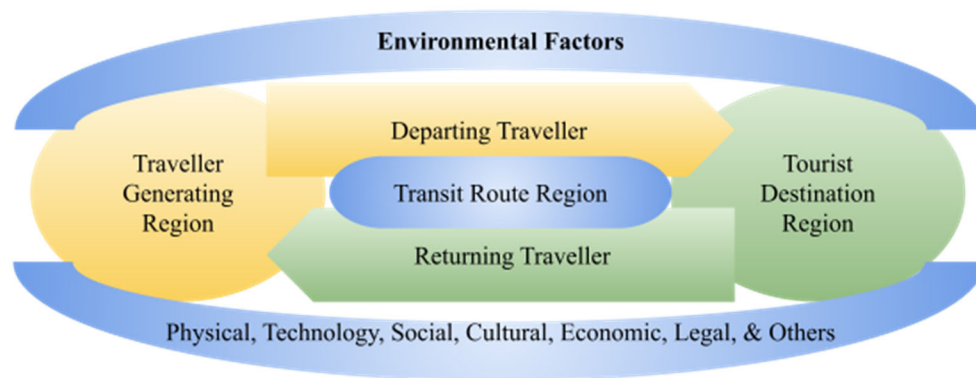 Environmental Factors
Departing Traveller
Traveller
Generating
Region
Transit Route Region
Tourist
Destination
Region
Returning Traveller
Physical, Technology, Social, Cultural, Economic, Legal, & Others